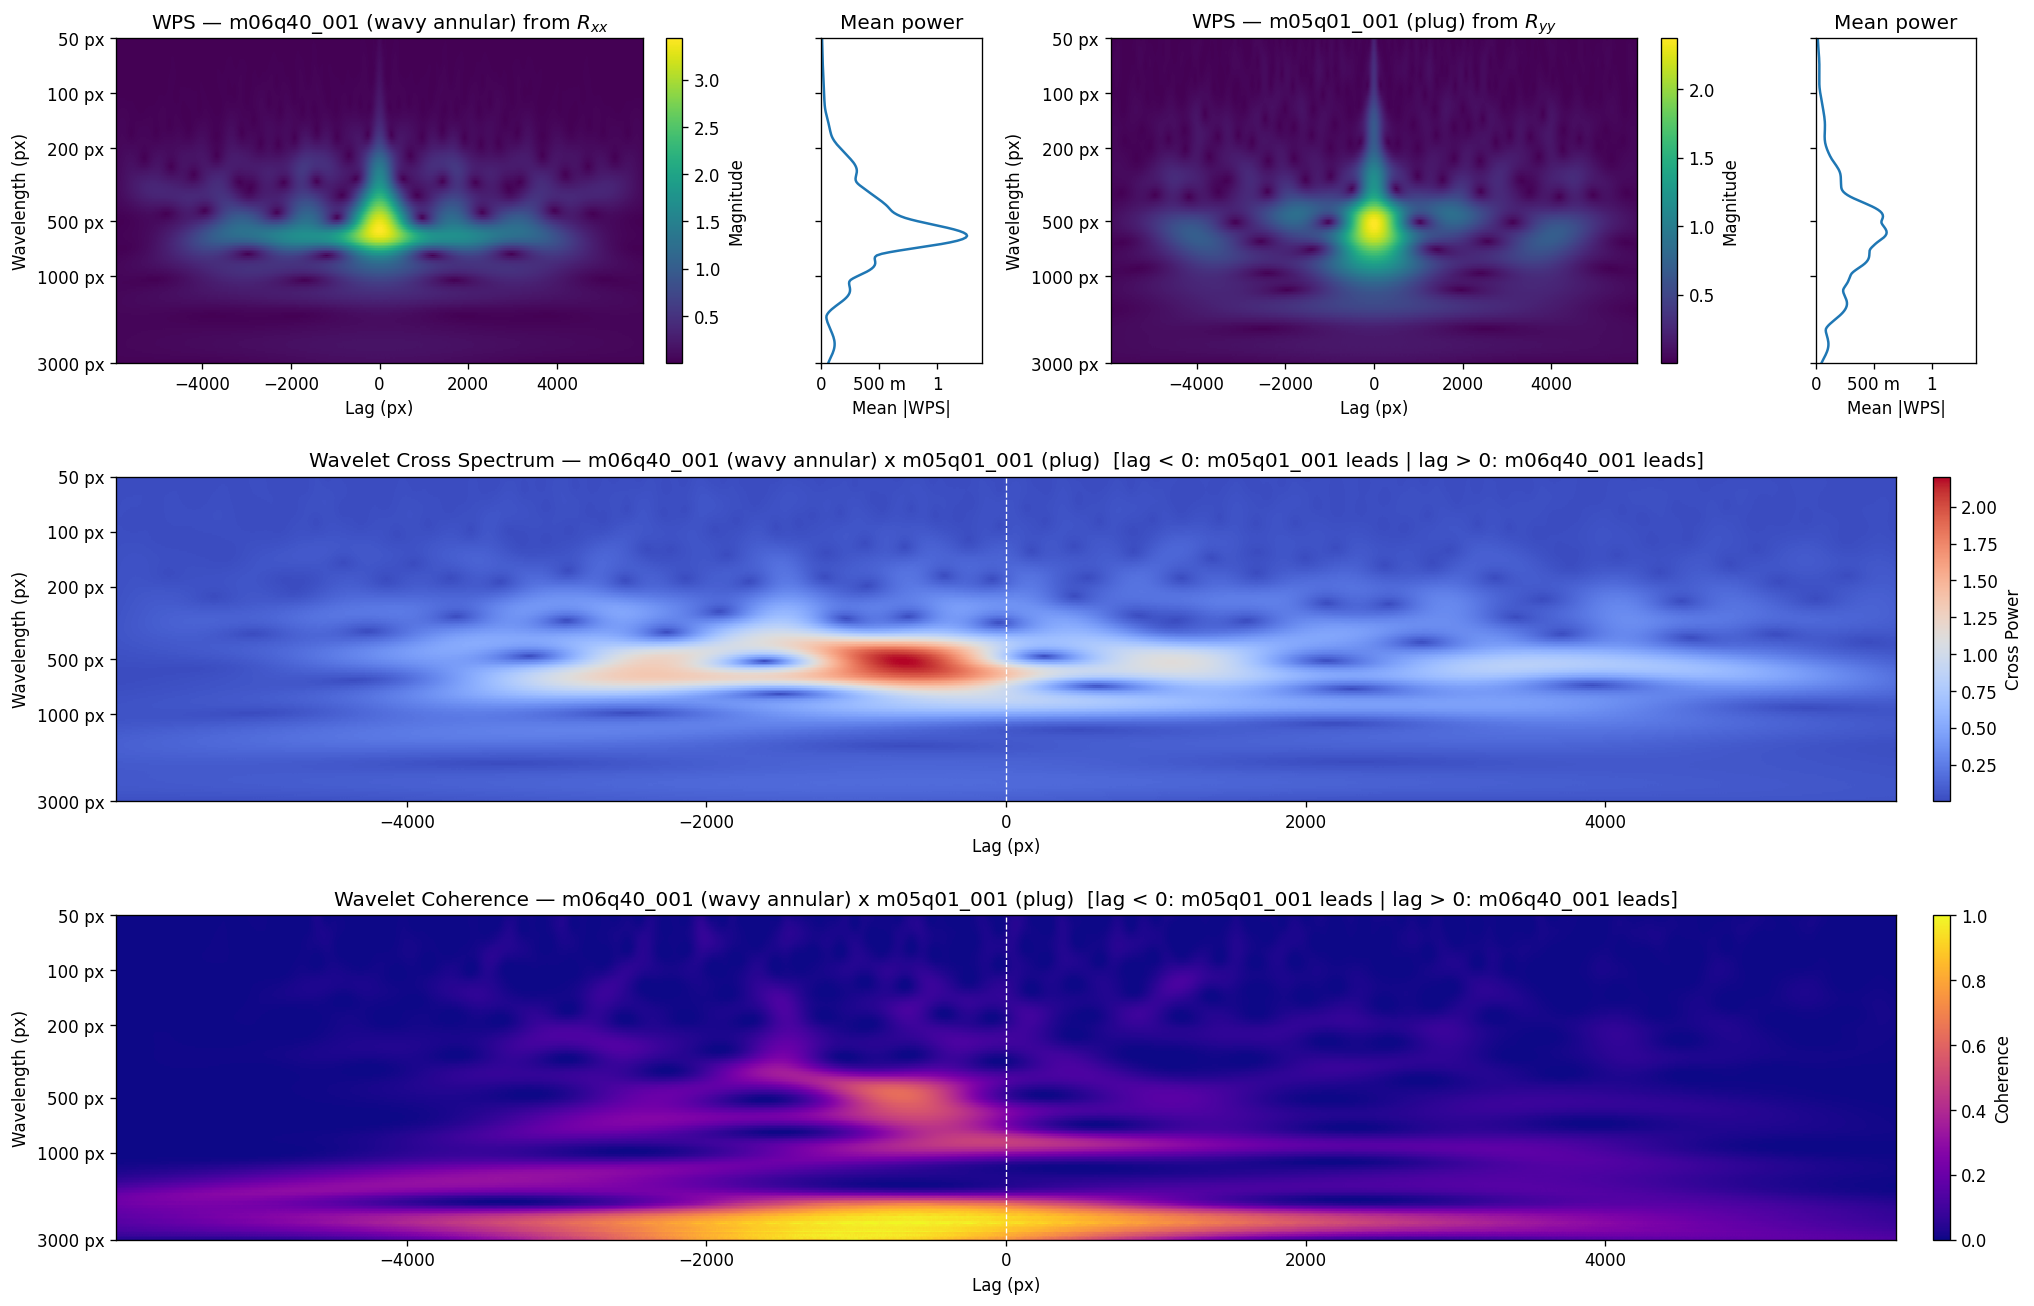 WPS — m06q40_001 (wavy annular) from Rxx
Mean power
WPS — m05q01_001 (plug) from Ryy
Mean power
50 px
100 px
200 px
500 px
1000 px
3000 px
Wavelength (px)
−4000
−2000
0
2000
4000
Lag (px)
3.0
2.5
2.0
1.5
1.0
0.5
Magnitude
0
500 m
1
Mean |WPS|
50 px
100 px
200 px
500 px
1000 px
3000 px
Wavelength (px)
−4000
−2000
0
2000
4000
Lag (px)
2.0
1.5
1.0
0.5
Magnitude
0
500 m
1
Mean |WPS|
Wavelet Cross Spectrum — m06q40_001 (wavy annular) x m05q01_001 (plug)  [lag < 0: m05q01_001 leads | lag > 0: m06q40_001 leads]
50 px
100 px
200 px
500 px
1000 px
3000 px
Wavelength (px)
−4000
−2000
0
2000
4000
Lag (px)
2.00
1.75
1.50
1.25
1.00
0.75
0.50
0.25
Cross Power
Wavelet Coherence — m06q40_001 (wavy annular) x m05q01_001 (plug)  [lag < 0: m05q01_001 leads | lag > 0: m06q40_001 leads]
50 px
100 px
200 px
500 px
1000 px
3000 px
Wavelength (px)
−4000
−2000
0
2000
4000
Lag (px)
1.0
0.8
0.6
0.4
0.2
0.0
Coherence